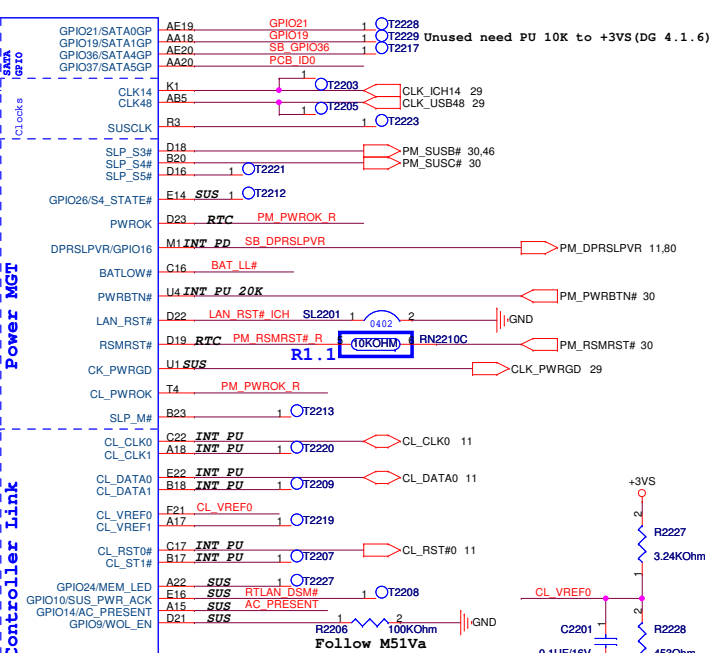 GPIO21/SATA0GP AE19 GPIO21 1 T2228
GPIO19/SATA1GP AA18 GPIO19 1 T2229 Unused need PU 10K to +3VS(DG 4.1.6)
GPIO36/SATA4GP AE20 SB_GPIO36 1 T2217
GPIO37/SATA5GP AA20 PCB_ID0
SATA
GPIO
1 T2203
CLK14 K1 CLK_ICH14 29
CLK48 AB5 CLK_USB48 29
1 T2205
Clocks
SUSCLK R3 1 T2223
SLP_S3# D18 PM_SUSB# 30,46
SLP_S4# B20 PM_SUSC# 30
SLP_S5# D16 1 T2221
GPIO26/S4_STATE# E14 SUS 1 T2212
PWROK D23 RTC PM_PWROK_R
DPRSLPVR/GPIO16 M1 INT PD SB_DPRSLPVR PM_DPRSLPVR 11,80
BATLOW# C16 BAT_LL#
Power MGT
PWRBTN# U4 INT PU 20K PM_PWRBTN# 30
LAN_RST# D22 LAN_RST#_ICH SL2201 1 0402 2 GND
RSMRST# D19 RTC PM_RSMRST#_R 5 10KOHM 6 RN2210C PM_RSMRST# 30
R1.1
CK_PWRGD U1 SUS CLK_PWRGD 29
CL_PWROK T4 PM_PWROK_R
SLP_M# B23 1 T2213
CL_CLK0 C22 INT PU CL_CLK0 11
CL_CLK1 A18 INT PU 1 T2220
CL_DATA0 E22 INT PU CL_DATA0 11
CL_DATA1 B18 INT PU 1 T2209
CL_VREF0 F21 CL_VREF0
CL_VREF1 A17 1 T2219
CL_RST0# C17 INT PU CL_RST#0 11
CL_ST1# B17 INT PU 1 T2207
Controller Link
GPIO24/MEM_LED A22 SUS 1 T2227
GPIO10/SUS_PWR_ACK E16 SUS RTLAN_DSM# 1 T2208
GPIO14/AC_PRESENT A15 SUS AC_PRESENT
GPIO9/WOL_EN D21 SUS 1 2 GND
R2206 100KOhm
Follow M51Va
+3VS
2
R2227
3.24KOhm
1
CL_VREF0
C2201 1 2 R2228
0.1UF/16V 453Ohm